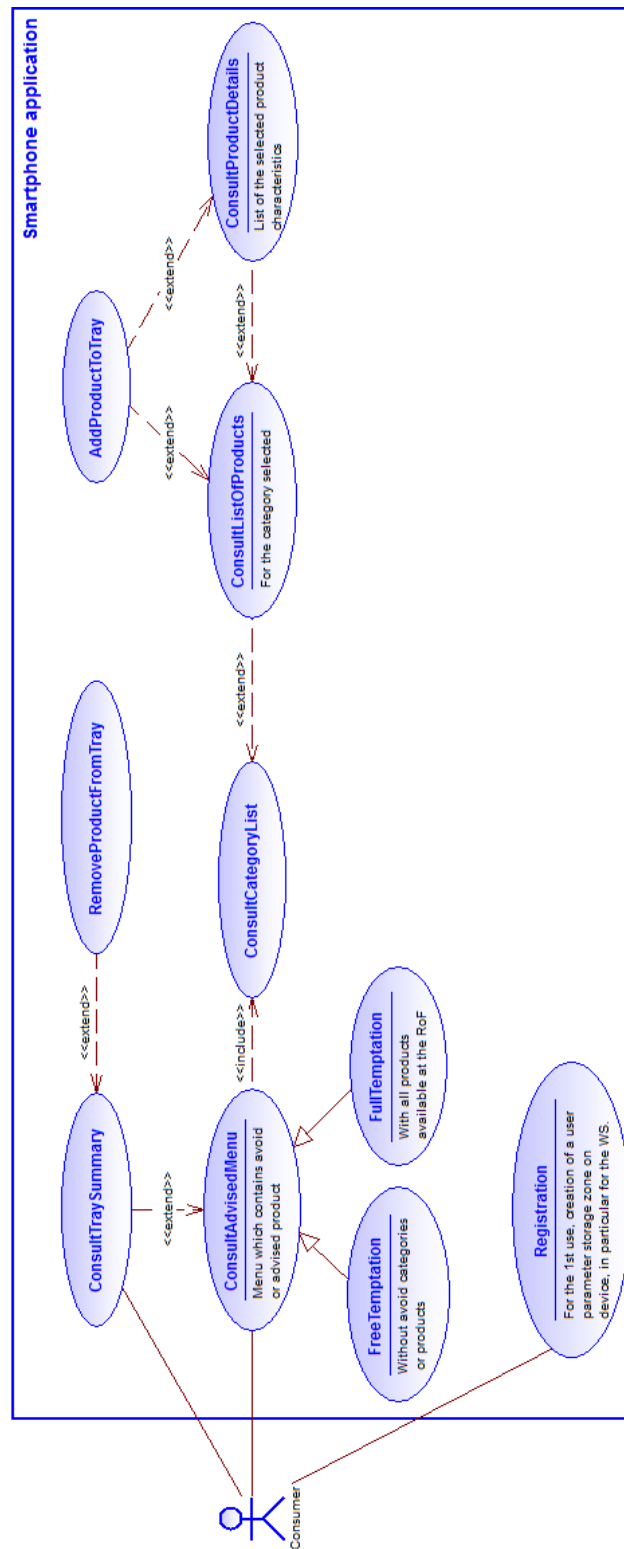 Smartphone application
AddProductToTray
<<extend>>
<<extend>>
ConsultProductDetails
List of the selected product
characteristics
<<extend>>
ConsultListOfProducts
For the category selected
<<extend>>
RemoveProductFromTray
<<extend>>
ConsultCategoryList
<<include>>
ConsultTraySummary
<<extend>>
ConsultAdvisedMenu
Menu which contains avoid
or advised product
FullTemptation
With all products
available at the RoF
FreeTemptation
Without avoid categories
or products
Registration
For the 1st use, creation of a user
parameter storage zone on
device, in particular for the WS.
Consumer